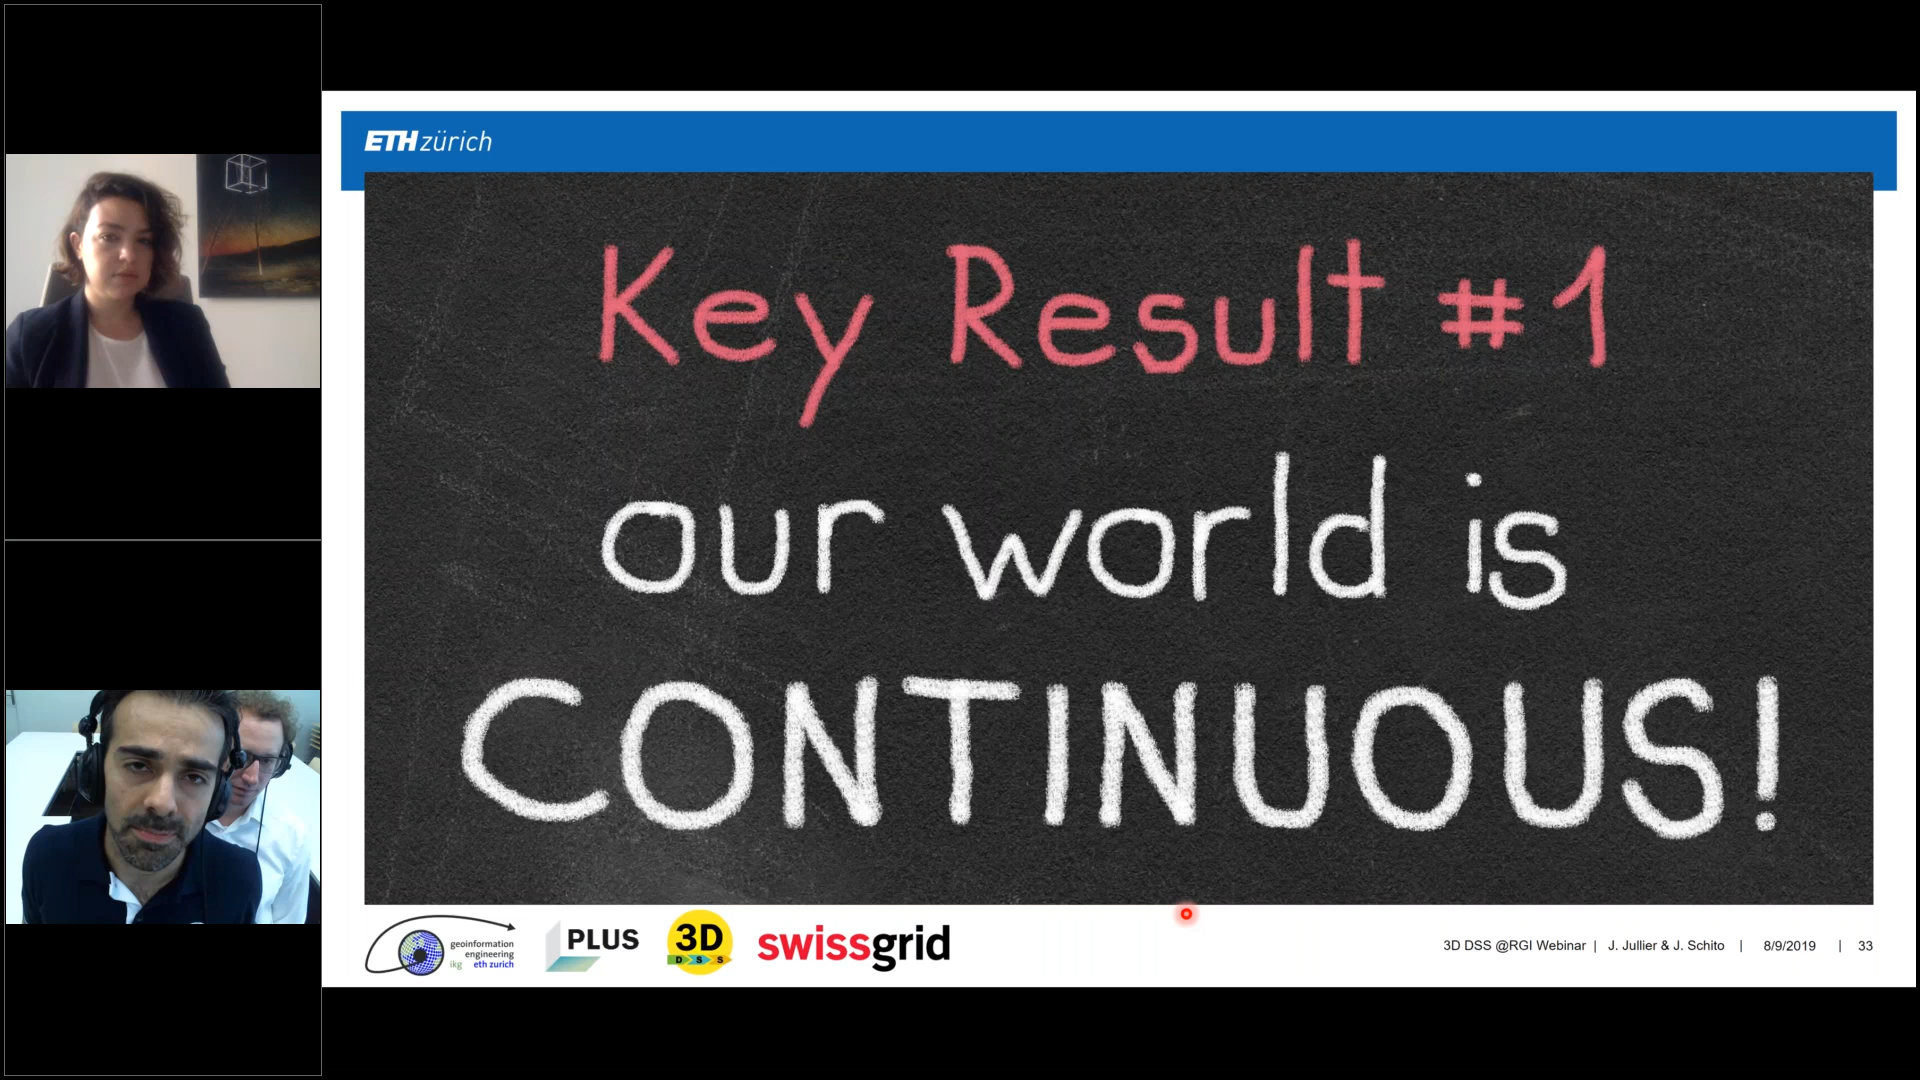 ETH zürich
Key Result #1
our world is
CONTINUOUS!
geoinformation
engineering
ikg eth zurich
PLUS
3D
D S S
swissgrid
3D DSS @RGI Webinar | J. Jullier & J. Schito | 8/9/2019 | 33